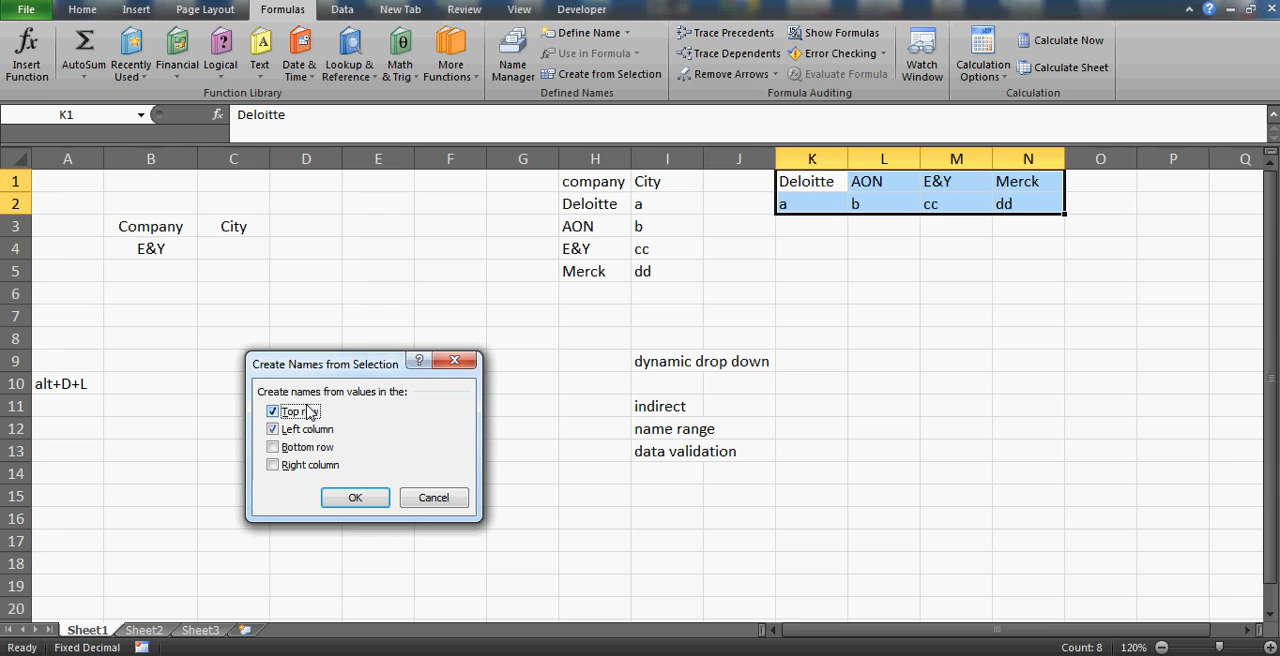 File Home Insert Page Layout Formulas Data New Tab Review View Developer
fx Insert Function
Σ AutoSum
Recently Used
Financial
Logical
Text
Date & Time
Lookup & Reference
Math & Trig
More Functions
Function Library
Name Manager
Define Name
Use in Formula
Create from Selection
Defined Names
Trace Precedents
Trace Dependents
Remove Arrows
Show Formulas
Error Checking
Evaluate Formula
Formula Auditing
Watch Window
Calculation Options
Calculate Now
Calculate Sheet
Calculation
K1 fx Deloitte
A B C D E F G H I J K L M N O P Q
1 company City Deloitte AON E&Y Merck
2 Deloitte a a b cc dd
3 Company City AON b
4 E&Y E&Y cc
5 Merck dd
6
7
8
9 dynamic drop down
10 alt+D+L
11 indirect
12 name range
13 data validation
14
15
16
17
18
19
20
Create Names from Selection
Create names from values in the:
Top row
Left column
Bottom row
Right column
OK Cancel
Sheet1 Sheet2 Sheet3
Ready Fixed Decimal Count: 8 120%